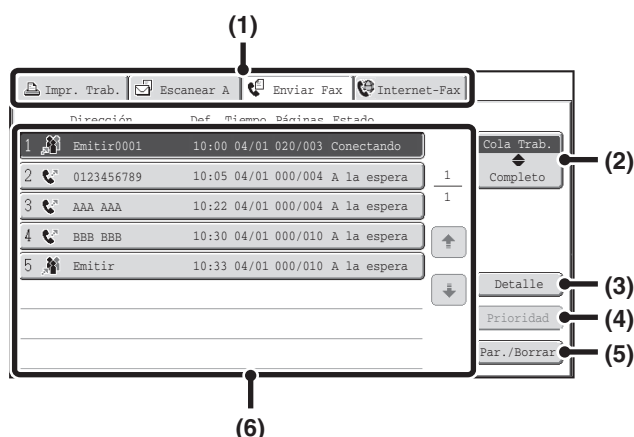 (1)
Impr. Trab. Escanear A Enviar Fax Internet-Fax
Dirección Def. Tiempo Páginas Estado
1 Emitir0001 10:00 04/01 020/003 Conectando
2 0123456789 10:05 04/01 000/004 A la espera
3 AAA AAA 10:22 04/01 000/004 A la espera
4 BBB BBB 10:30 04/01 000/010 A la espera
5 Emitir 10:33 04/01 000/010 A la espera
1
1
Cola Trab.
Completo
(2)
Detalle (3)
Prioridad (4)
Par./Borrar (5)
(6)